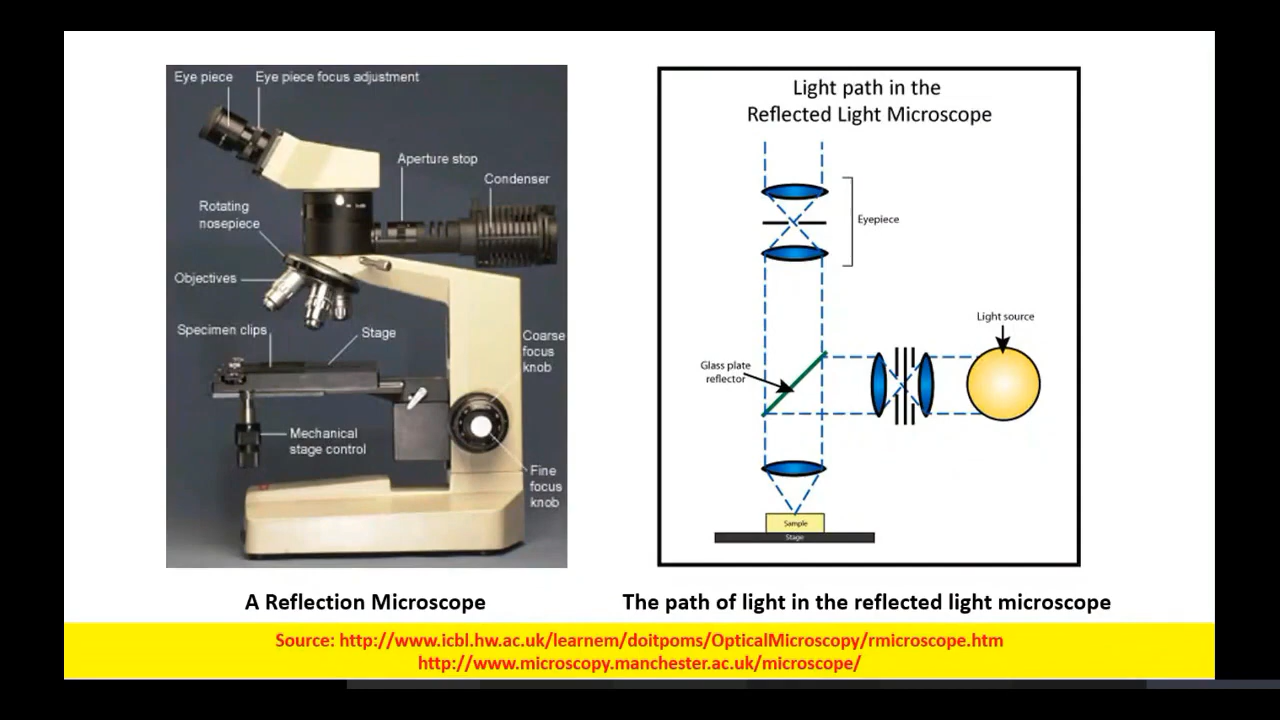 Eye piece
Eye piece focus adjustment
Aperture stop
Condenser
Rotating
nosepiece
Objectives
Specimen clips
Stage
Coarse
focus
knob
Mechanical
stage control
Fine
focus
knob
A Reflection Microscope
Light path in the
Reflected Light Microscope
Eyepiece
Light source
Glass plate
reflector
Sample
Stage
The path of light in the reflected light microscope
Source: http://www.icbl.hw.ac.uk/learnem/doitpoms/OpticalMicroscopy/rmicroscope.htm
http://www.microscopy.manchester.ac.uk/microscope/